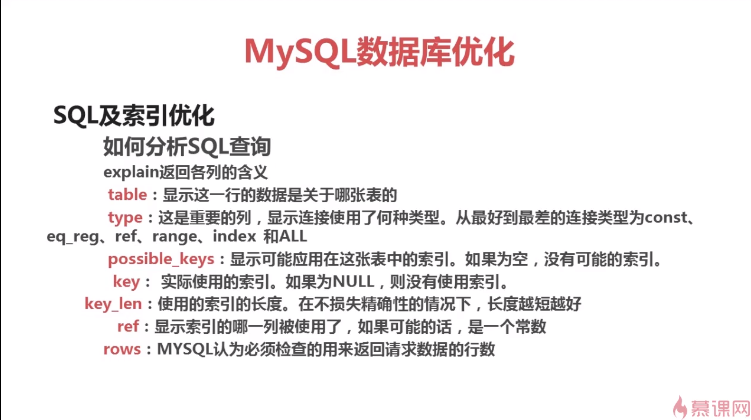 MySQL数据库优化
SQL及索引优化
如何分析SQL查询
explain返回各列的含义
table：显示这一行的数据是关于哪张表的
type：这是重要的列，显示连接使用了何种类型。从最好到最差的连接类型为const、
eq_reg、ref、range、index 和ALL
possible_keys：显示可能应用在这张表中的索引。如果为空，没有可能的索引。
key： 实际使用的索引。如果为NULL，则没有使用索引。
key_len：使用的索引的长度。在不损失精确性的情况下，长度越短越好
ref：显示索引的哪一列被使用了，如果可能的话，是一个常数
rows：MYSQL认为必须检查的用来返回请求数据的行数
慕课网